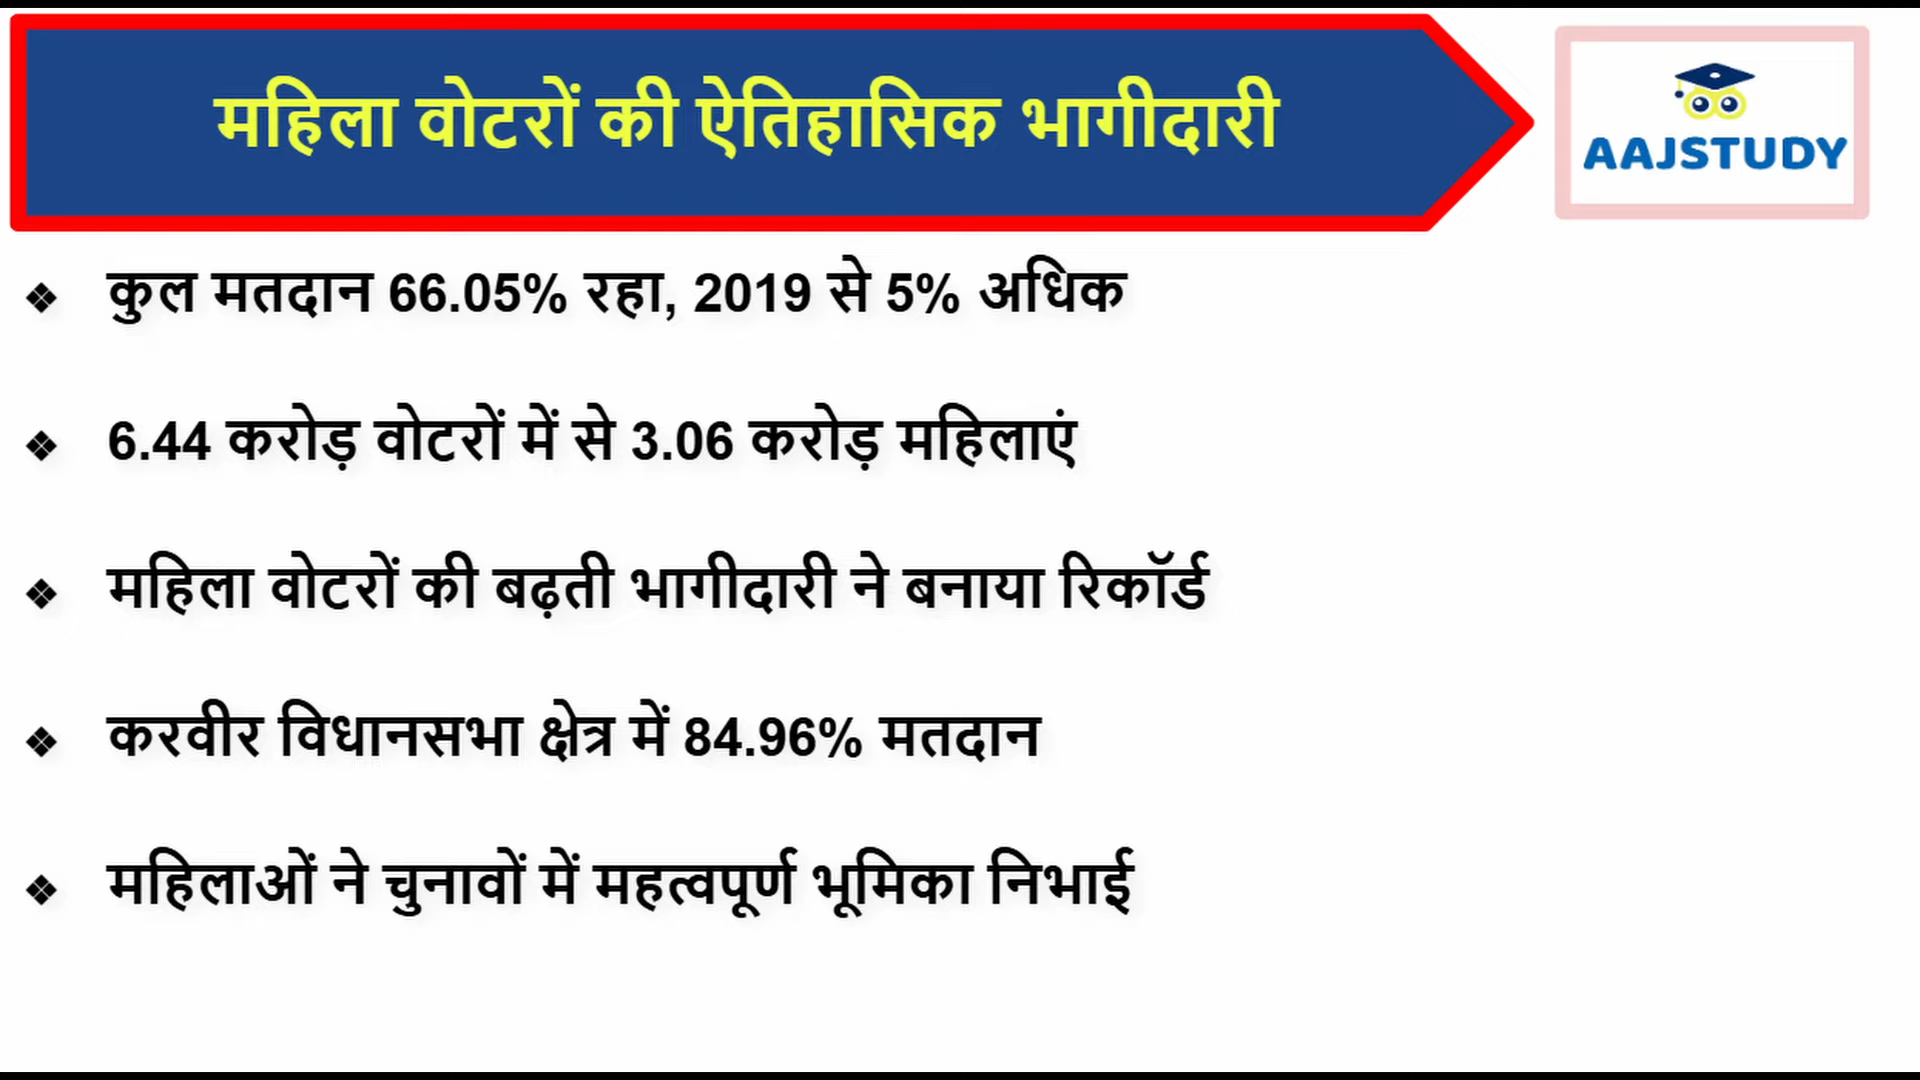 महिला वोटरों की ऐतिहासिक भागीदारी
AAJSTUDY
❖ कुल मतदान 66.05% रहा, 2019 से 5% अधिक
❖ 6.44 करोड़ वोटरों में से 3.06 करोड़ महिलाएं
❖ महिला वोटरों की बढ़ती भागीदारी ने बनाया रिकॉर्ड
❖ करवीर विधानसभा क्षेत्र में 84.96% मतदान
❖ महिलाओं ने चुनावों में महत्वपूर्ण भूमिका निभाई